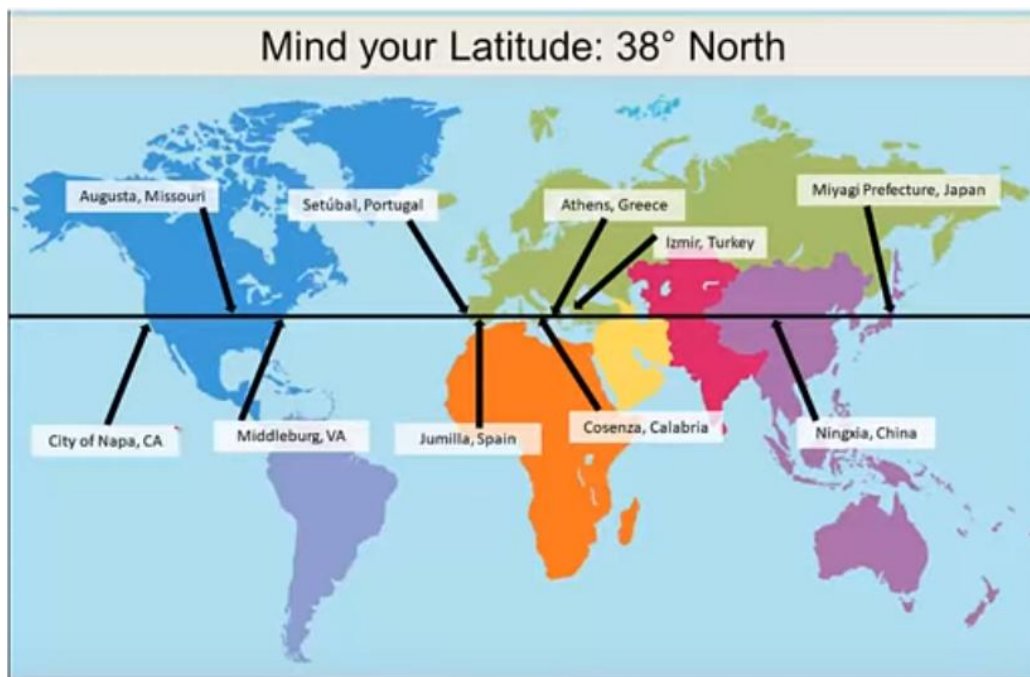 Mind your Latitude: 38° North
Augusta, Missouri
Setúbal, Portugal
Athens, Greece
Miyagi Prefecture, Japan
Izmir, Turkey
City of Napa, CA
Middleburg, VA
Jumilla, Spain
Cosenza, Calabria
Ningxia, China